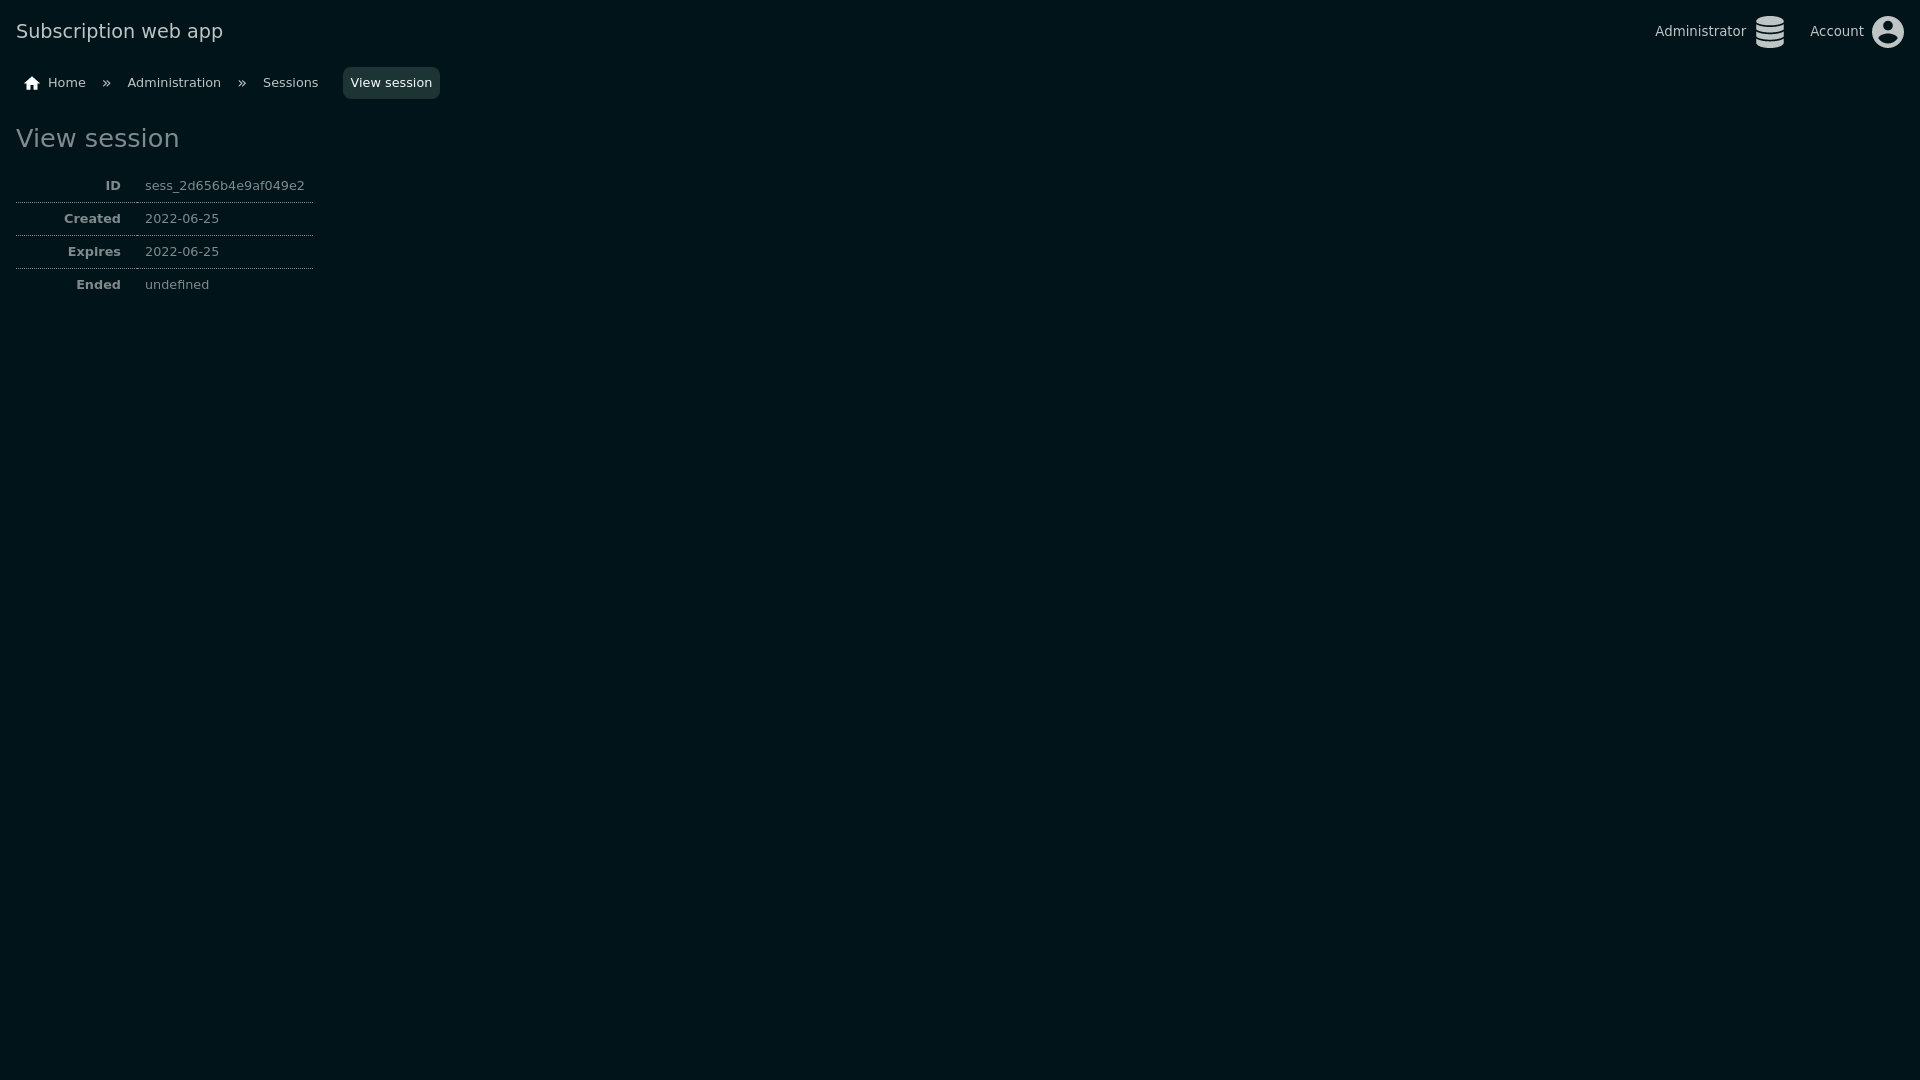 Subscription web app
Administrator
Account
Home » Administration » Sessions View session
View session
ID sess_2d656b4e9af049e2
Created 2022-06-25
Expires 2022-06-25
Ended undefined